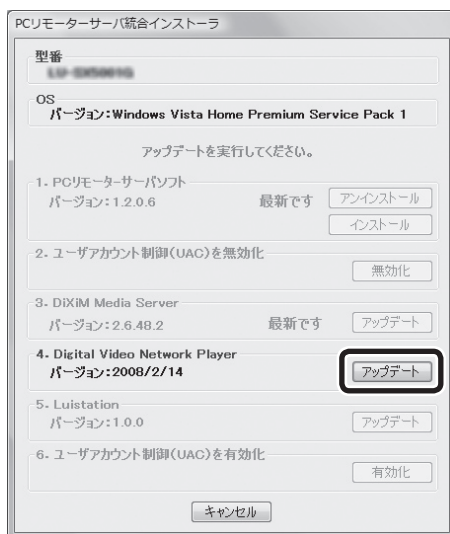 PCリモーターサーバ統合インストーラ
型番
OS
バージョン:Windows Vista Home Premium Service Pack 1
アップデートを実行してください。
1. PCリモーターサーバソフト
バージョン:1.2.0.6 最新です アンインストール
インストール
2. ユーザアカウント制御(UAC)を無効化
無効化
3. DiXiM Media Server
バージョン:2.6.48.2 最新です アップデート
4. Digital Video Network Player
バージョン:2008/2/14 アップデート
5. Luistation
バージョン:1.0.0 アップデート
6. ユーザアカウント制御(UAC)を有効化
有効化
キャンセル